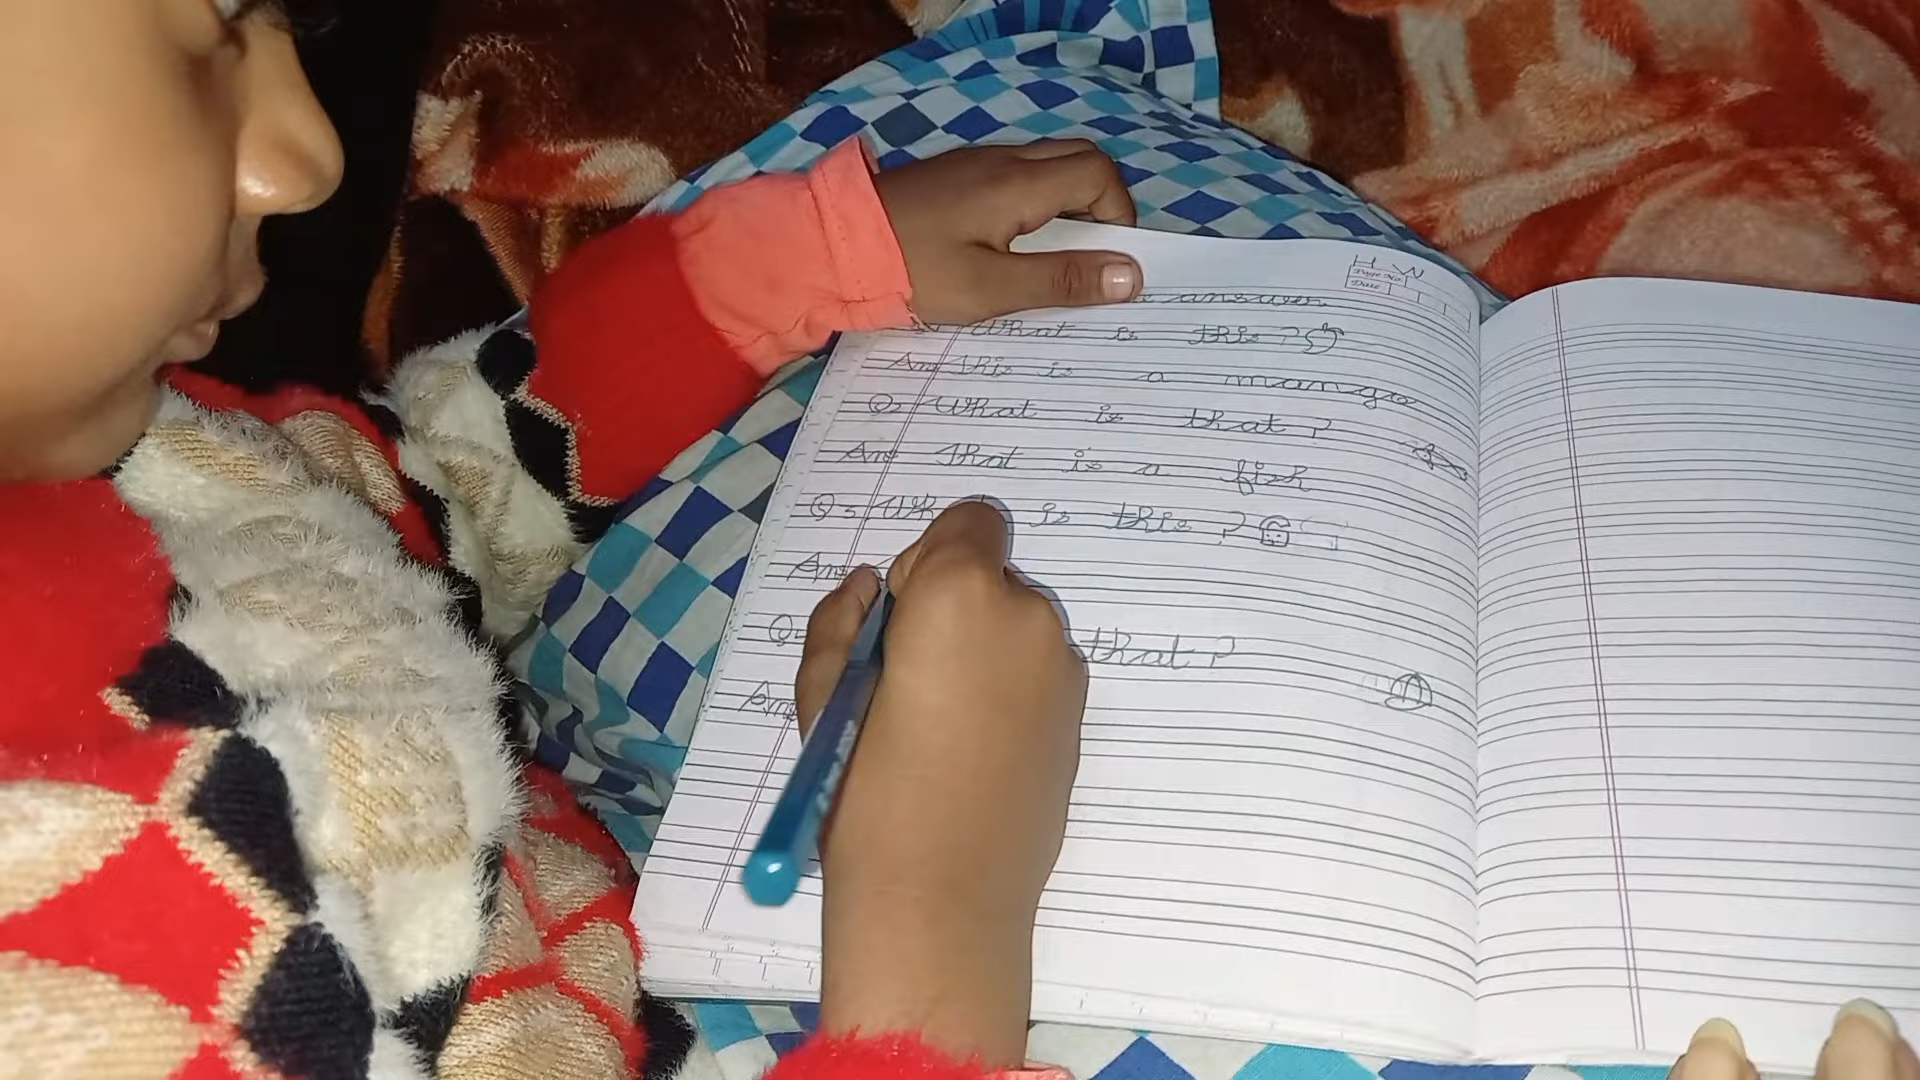 H W
Page No.
Date
answer
What is this?
Ans This is a mango
Q- What is that?
Ans That is a fish
Q- Wh is this?
Ans
Q- that?
Ans